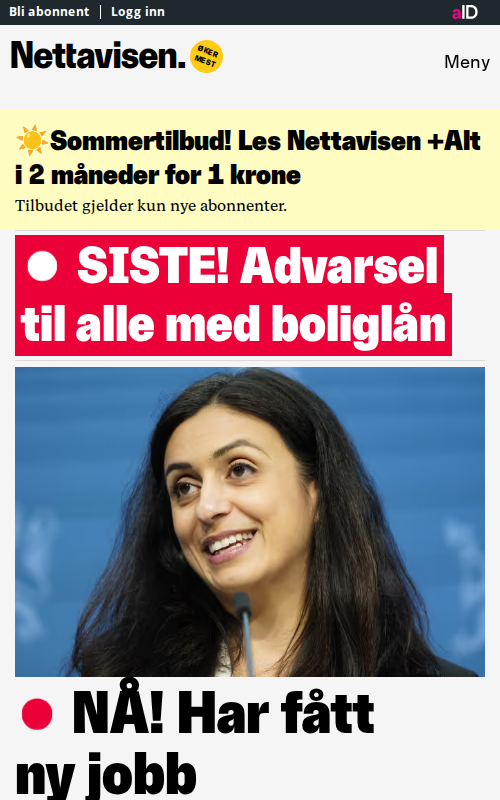 Bli abonnent | Logg inn
aID
Nettavisen.
ØKER
MEST
Meny
☀️Sommertilbud! Les Nettavisen +Alt
i 2 måneder for 1 krone
Tilbudet gjelder kun nye abonnenter.
SISTE! Advarsel
til alle med boliglån
NÅ! Har fått
ny jobb